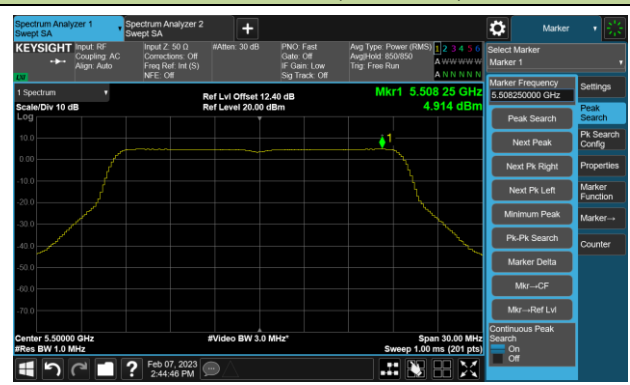 Spectrum Analyzer 1
Swept SA
Spectrum Analyzer 2
Swept SA
+
Marker
KEYSIGHT
Input: RF
Coupling: AC
Align: Auto
Input Z: 50 Ω
Corrections: Off
Freq Ref: Int (S)
NFE: Off
#Atten: 30 dB
PNO: Fast
Gate: Off
IF Gain: Low
Sig Track: Off
Avg Type: Power (RMS)
Avg|Hold: 850/850
Trig: Free Run
1 2 3 4 5 6
A W W W W W
A N N N N N
LXI
Select Marker
Marker 1
1 Spectrum
Scale/Div 10 dB
Log
Ref Lvl Offset 12.40 dB
Ref Level 20.00 dBm
Mkr1 5.508 25 GHz
4.914 dBm
1
10.0
0.00
-10.0
-20.0
-30.0
-40.0
-50.0
-60.0
-70.0
Center 5.50000 GHz
#Res BW 1.0 MHz
#Video BW 3.0 MHz*
Span 30.00 MHz
Sweep 1.00 ms (201 pts)
Marker Frequency
5.508250000 GHz
Peak Search
Next Peak
Next Pk Right
Next Pk Left
Minimum Peak
Pk-Pk Search
Marker Delta
Mkr→CF
Mkr→Ref Lvl
Continuous Peak
Search
On
Off
Settings
Peak
Search
Pk Search
Config
Properties
Marker
Function
Marker→
Counter
?
Feb 07, 2023
2:44:46 PM